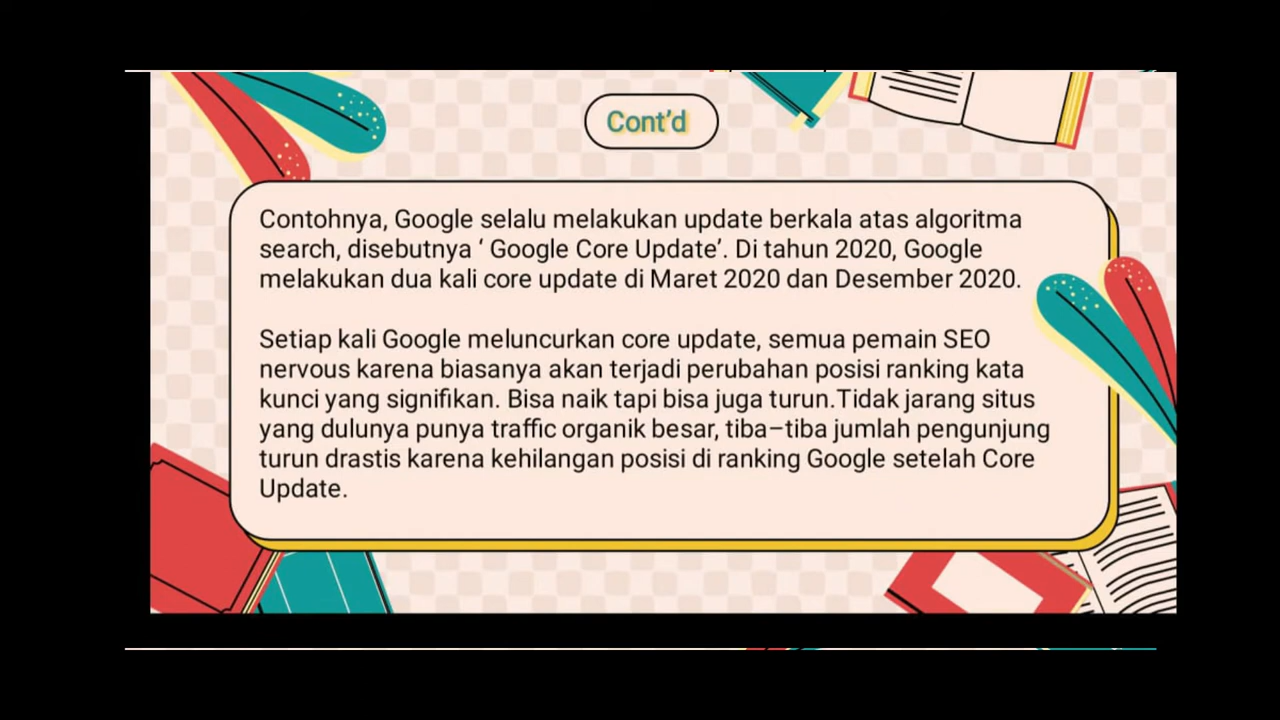 Cont'd
Contohnya, Google selalu melakukan update berkala atas algoritma
search, disebutnya ‘ Google Core Update’. Di tahun 2020, Google
melakukan dua kali core update di Maret 2020 dan Desember 2020.
Setiap kali Google meluncurkan core update, semua pemain SEO
nervous karena biasanya akan terjadi perubahan posisi ranking kata
kunci yang signifikan. Bisa naik tapi bisa juga turun.Tidak jarang situs
yang dulunya punya traffic organik besar, tiba–tiba jumlah pengunjung
turun drastis karena kehilangan posisi di ranking Google setelah Core
Update.